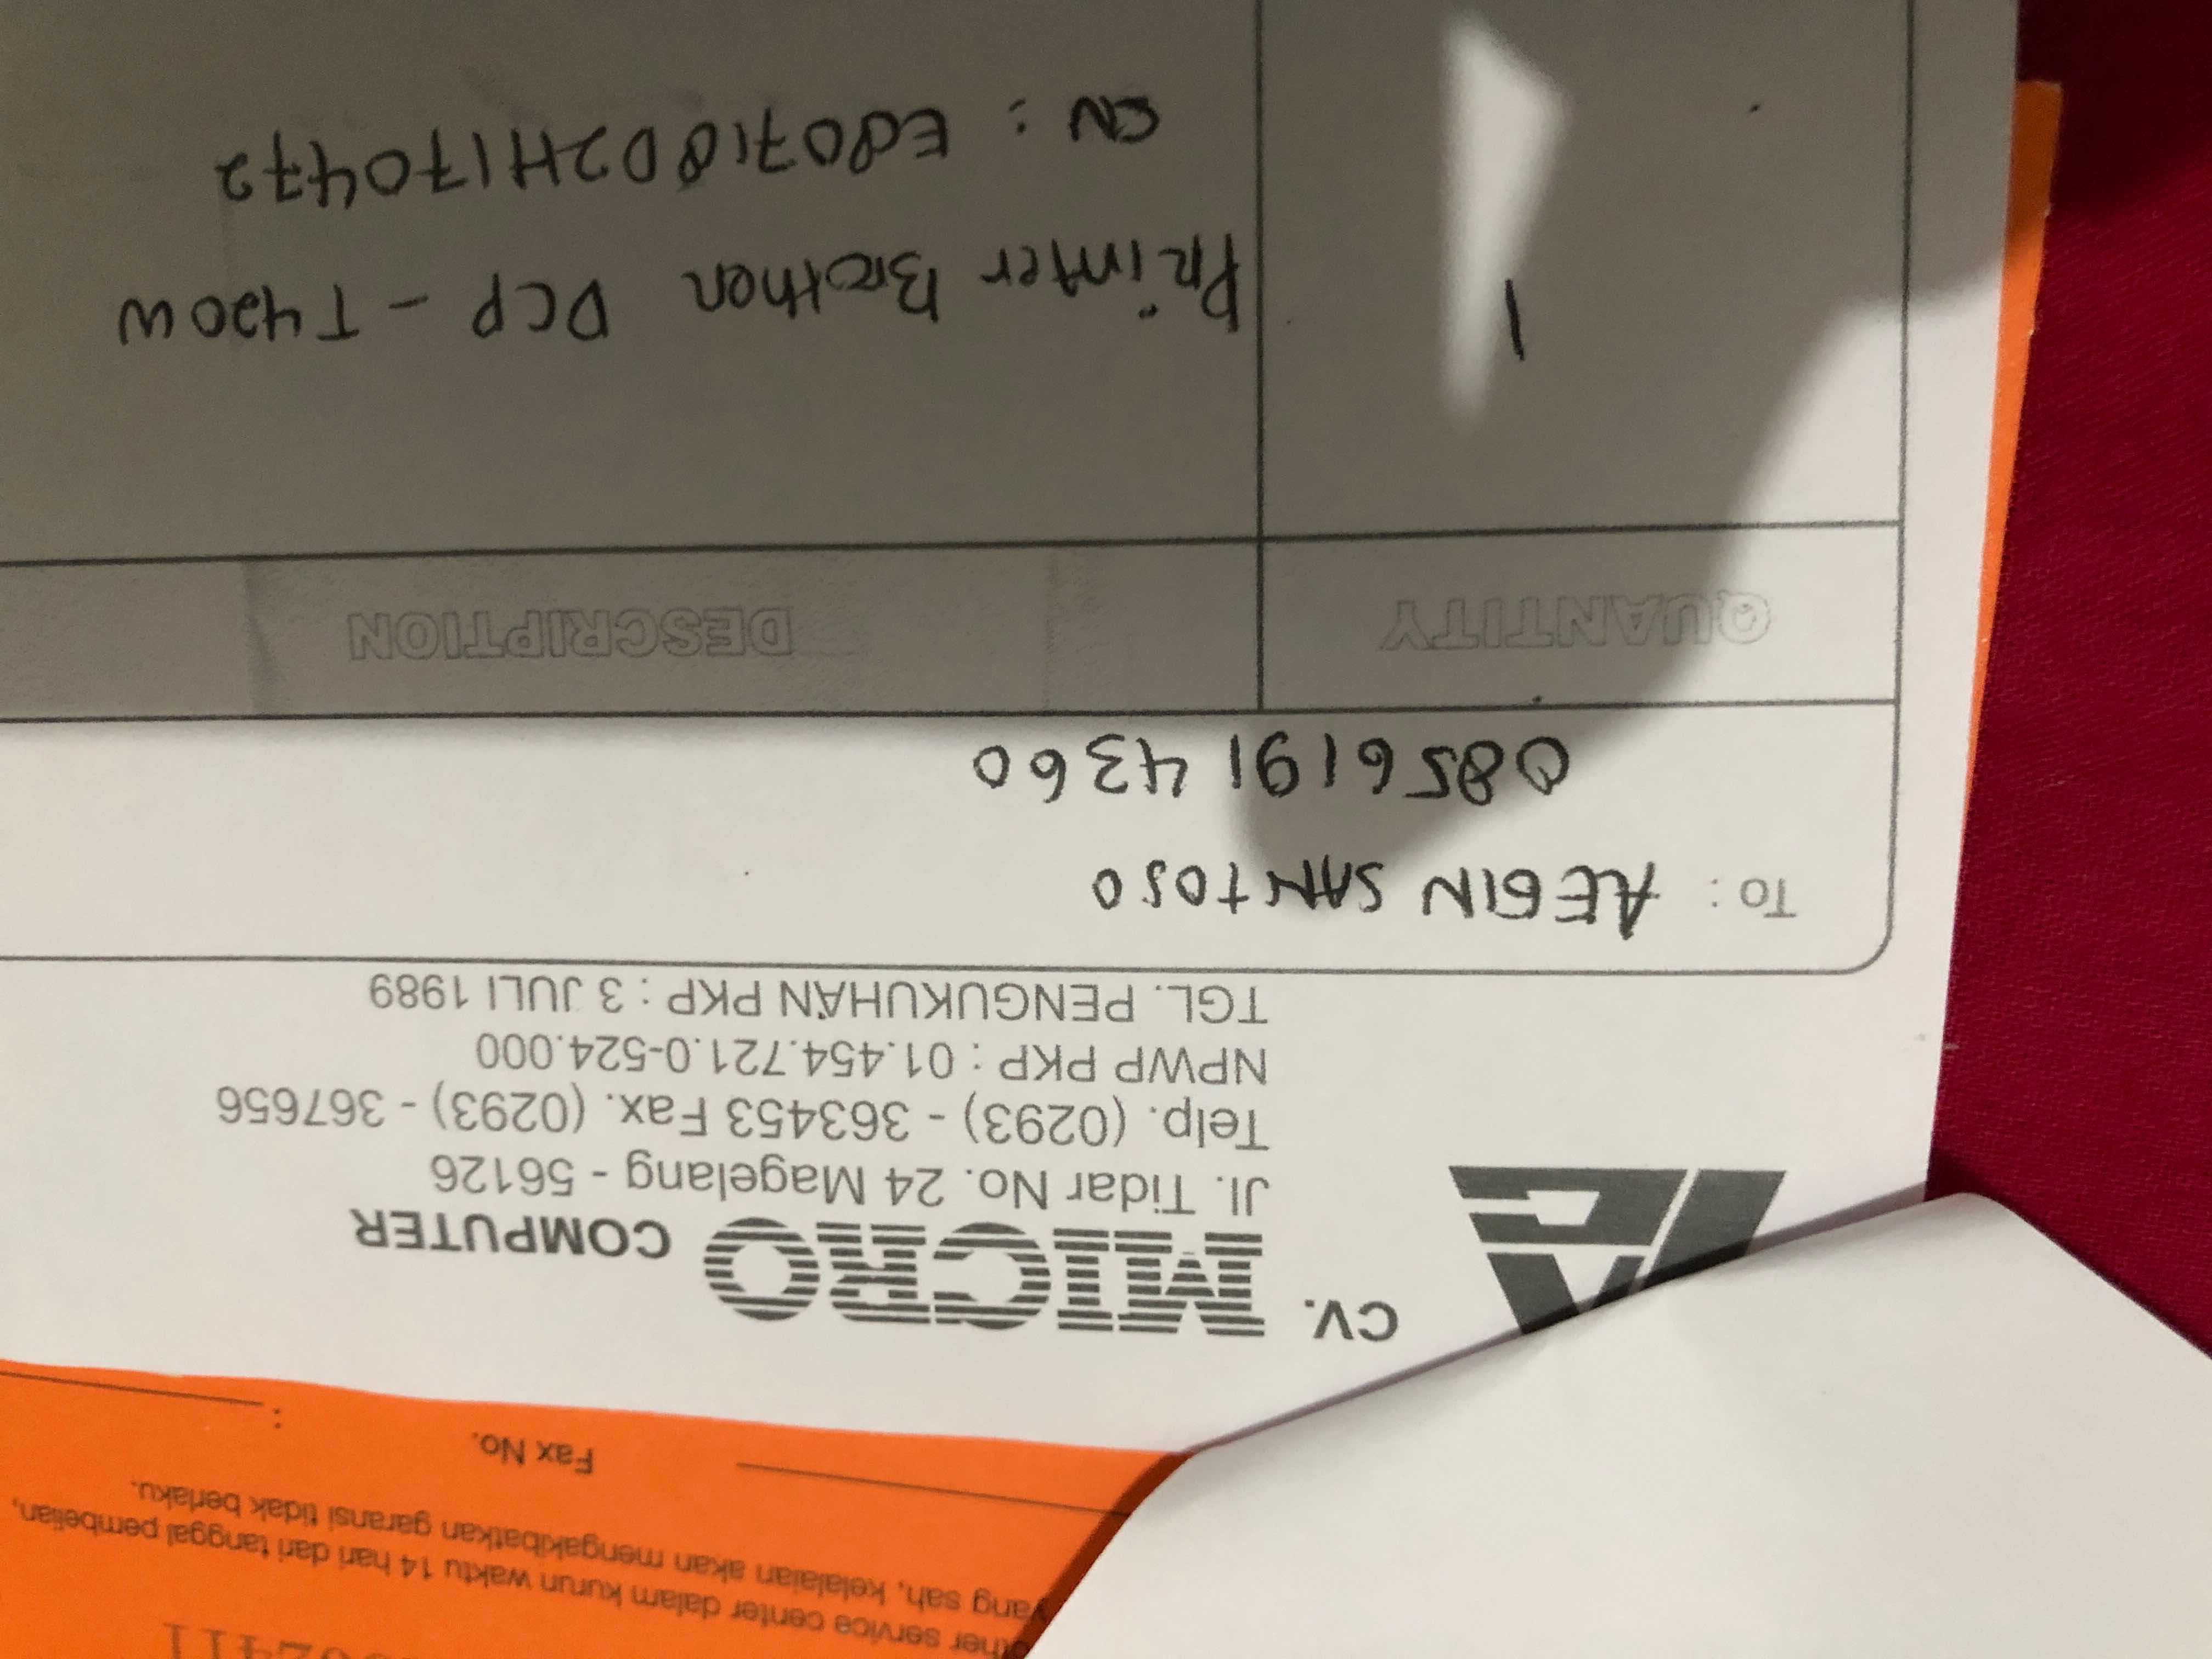 CV. MICRO COMPUTER
Jl. Tidar No. 24 Magelang - 56126
Telp. (0293) - 363453 Fax. (0293) - 367656
NPWP PKP : 01.454.721.0-524.000
TGL. PENGUKUHAN PKP : 3 JULI 1989
To : AEGIN SANTOSO
0856191 4360
QUANTITY DESCRIPTION
1 Printer Brother DCP - T420W
SN : E80718D2H170472
service center dalam kurun waktu 14 hari dari tanggal pembelian,
yang sah, kelalaian akan mengakibatkan garansi tidak berlaku.
Fax No. :